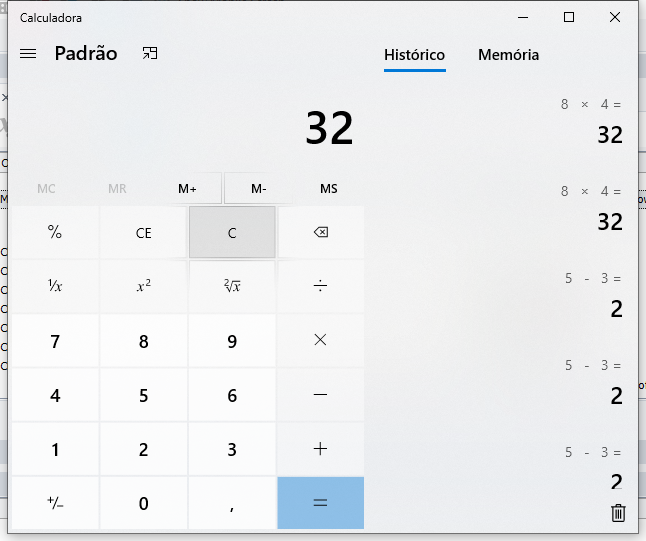 Calculadora
Padrão
Histórico Memória
32
MC MR M+ M- MS
% CE C
¹/x x² ²√x ÷
7 8 9 ×
4 5 6 −
1 2 3 +
+/− 0 , =
8 × 4 =
32
8 × 4 =
32
5 - 3 =
2
5 - 3 =
2
5 - 3 =
2